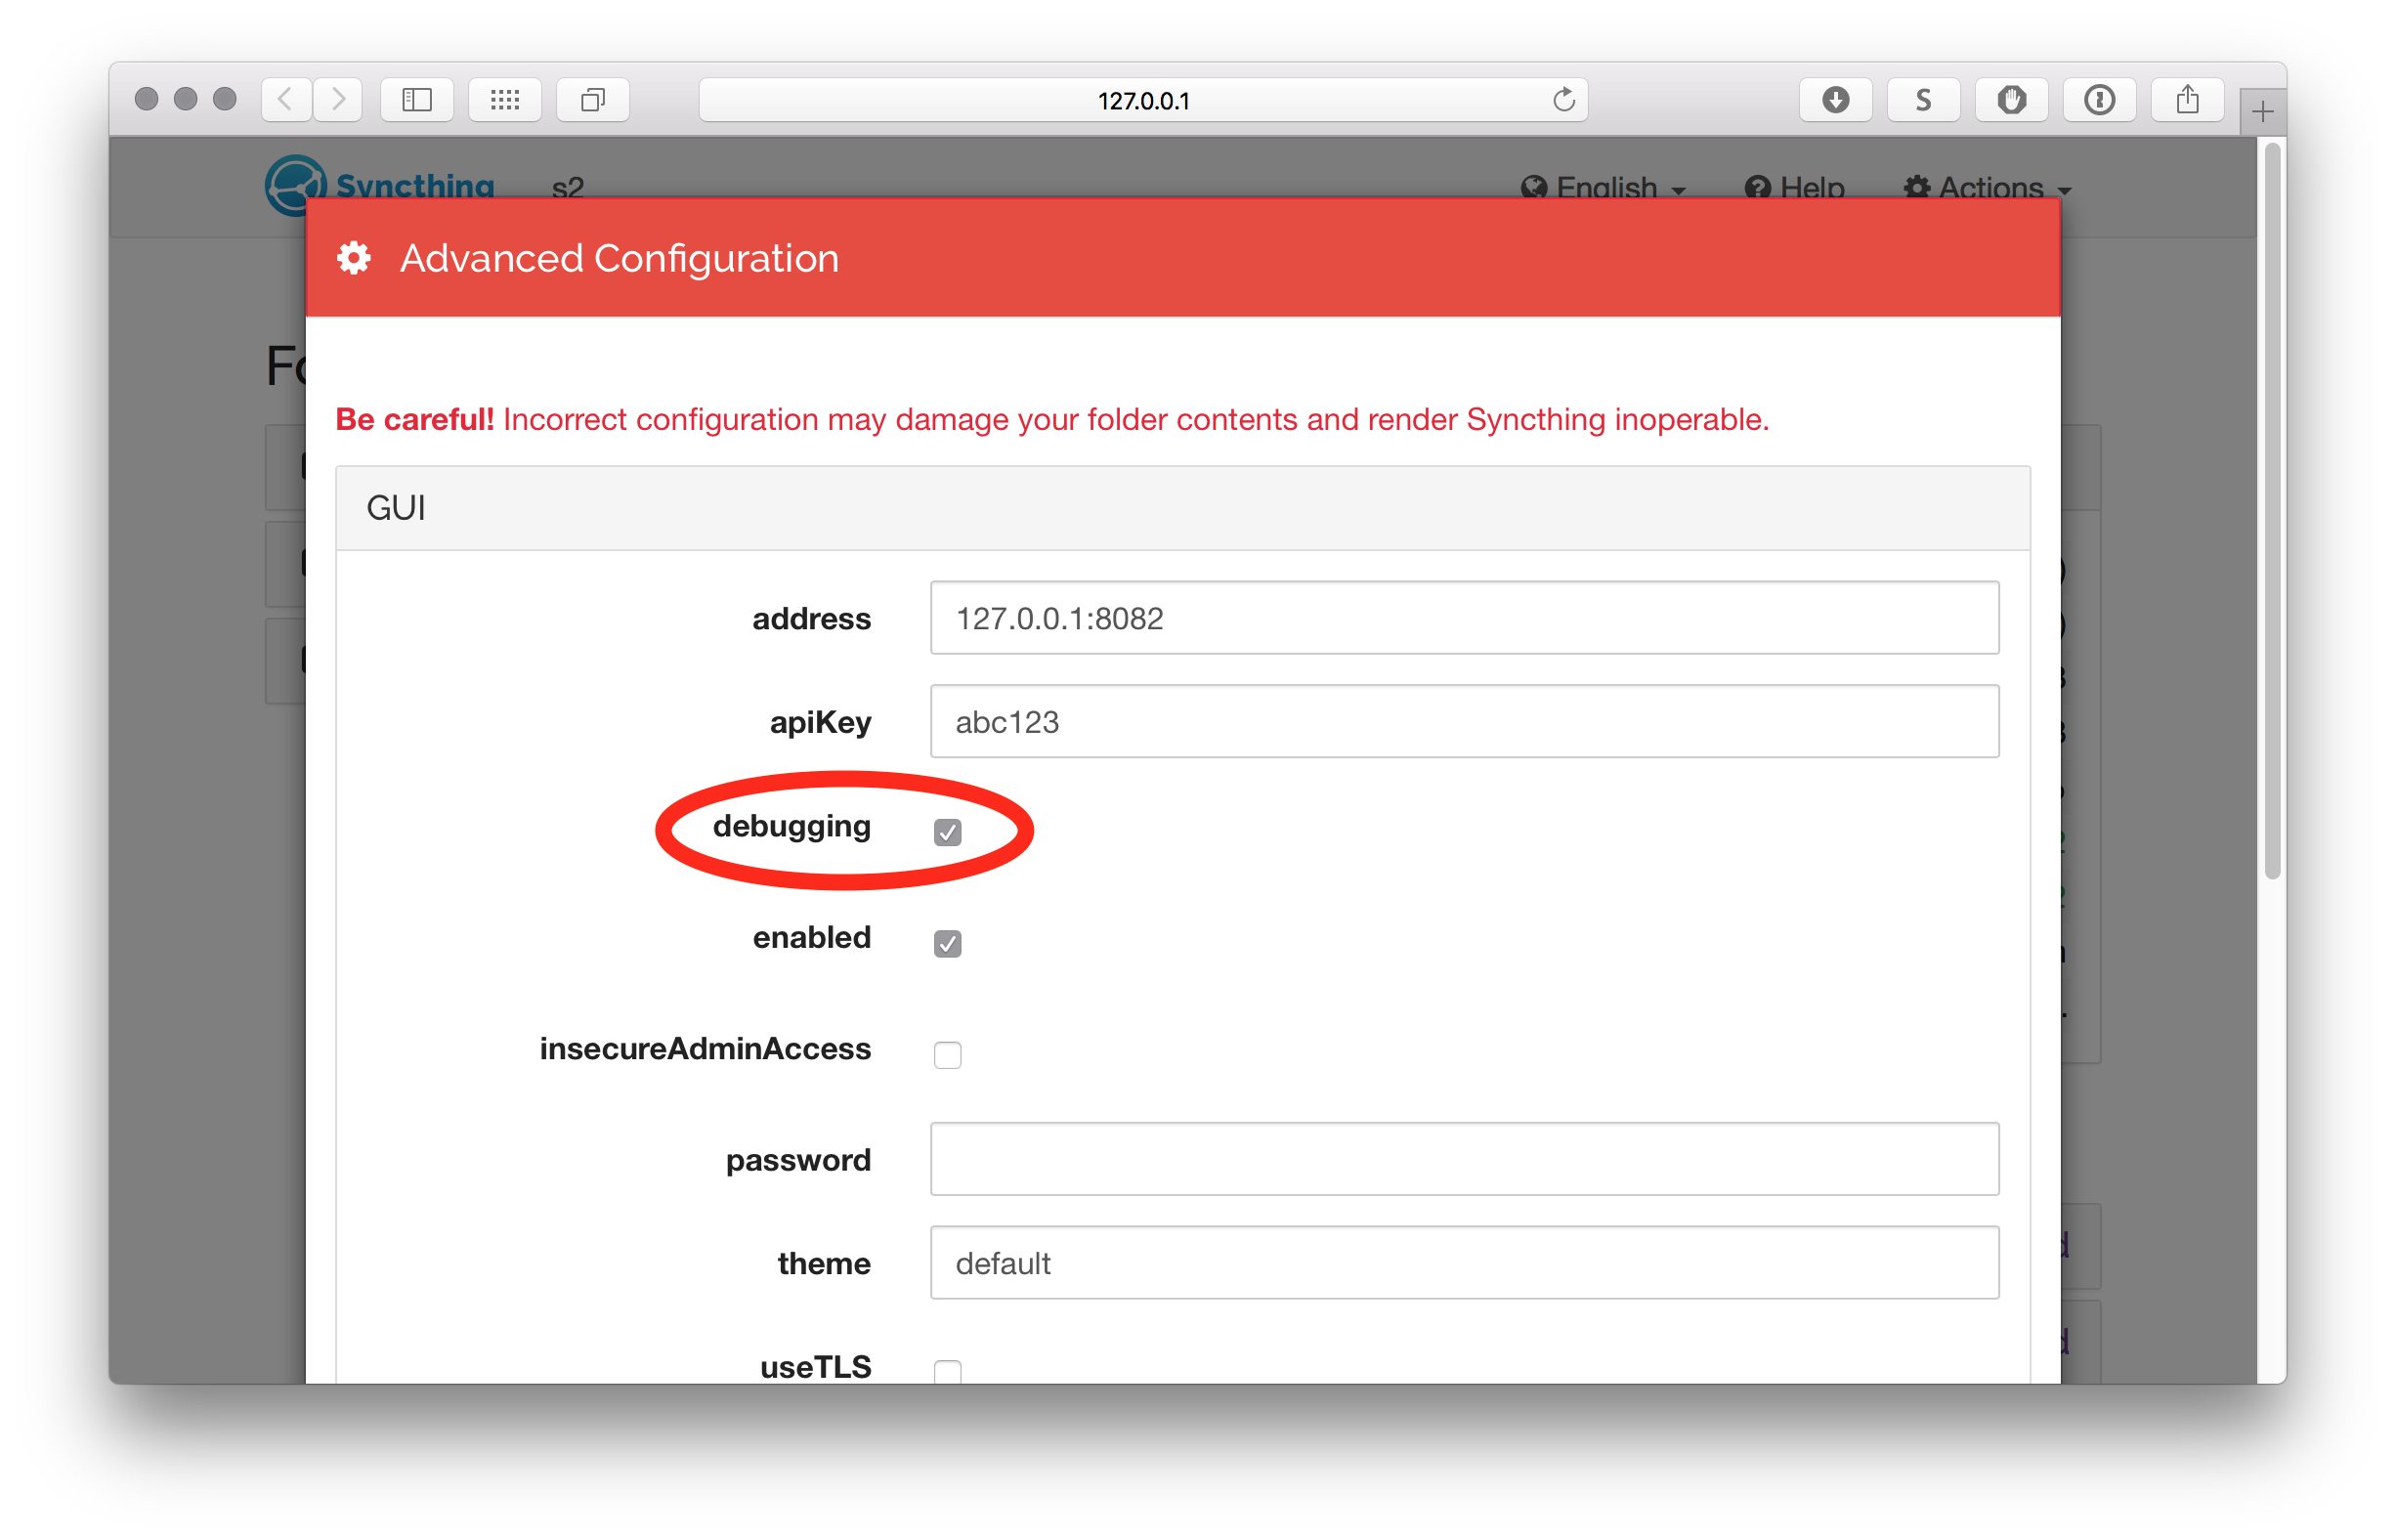 127.0.0.1
S
Syncthing s2 English Help Actions
Advanced Configuration
Be careful! Incorrect configuration may damage your folder contents and render Syncthing inoperable.
GUI
address 127.0.0.1:8082
apiKey abc123
debugging
enabled
insecureAdminAccess
password
theme default
useTLS